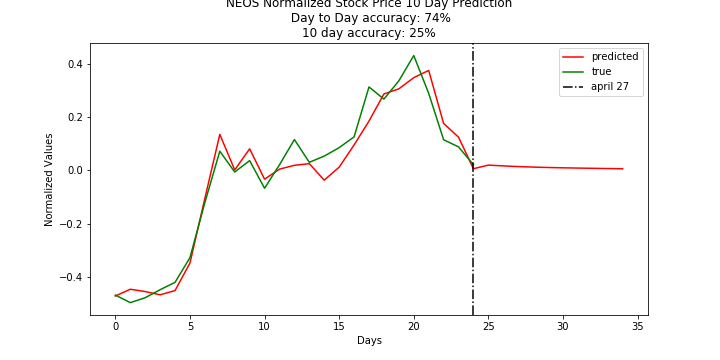 NEOS Normalized Stock Price 10 Day Prediction
Day to Day accuracy: 74%
10 day accuracy: 25%
predicted
true
april 27
Normalized Values
0.4
0.2
0.0
−0.2
−0.4
0 5 10 15 20 25 30 35
Days